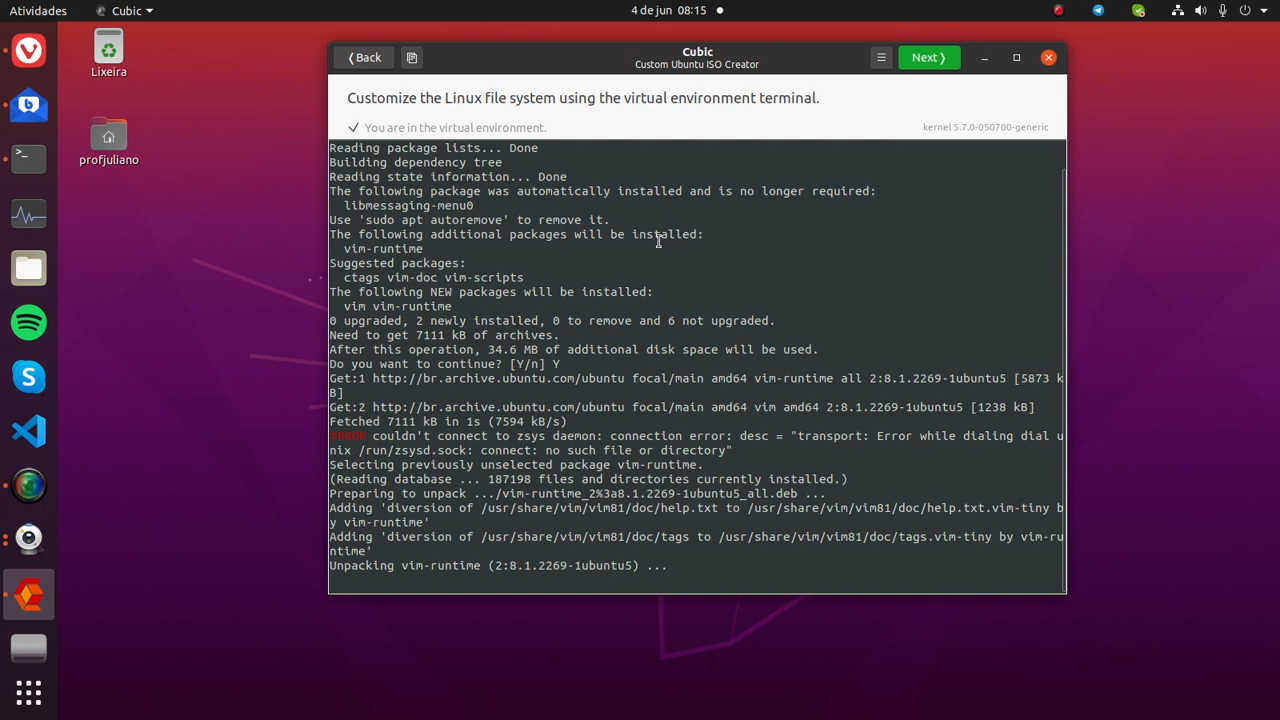 Atividades
Cubic
4 de jun 08:15
Lixeira
profjuliano
Back
Cubic
Custom Ubuntu ISO Creator
Next
Customize the Linux file system using the virtual environment terminal.
You are in the virtual environment.
kernel 5.7.0-050700-generic
Reading package lists... Done
Building dependency tree
Reading state information... Done
The following package was automatically installed and is no longer required:
libmessaging-menu0
Use 'sudo apt autoremove' to remove it.
The following additional packages will be installed:
vim-runtime
Suggested packages:
ctags vim-doc vim-scripts
The following NEW packages will be installed:
vim vim-runtime
0 upgraded, 2 newly installed, 0 to remove and 6 not upgraded.
Need to get 7111 kB of archives.
After this operation, 34.6 MB of additional disk space will be used.
Do you want to continue? [Y/n] Y
Get:1 http://br.archive.ubuntu.com/ubuntu focal/main amd64 vim-runtime all 2:8.1.2269-1ubuntu5 [5873 k
B]
Get:2 http://br.archive.ubuntu.com/ubuntu focal/main amd64 vim amd64 2:8.1.2269-1ubuntu5 [1238 kB]
Fetched 7111 kB in 1s (7594 kB/s)
ERROR couldn't connect to zsys daemon: connection error: desc = "transport: Error while dialing dial u
nix /run/zsysd.sock: connect: no such file or directory"
Selecting previously unselected package vim-runtime.
(Reading database ... 187198 files and directories currently installed.)
Preparing to unpack .../vim-runtime_2%3a8.1.2269-1ubuntu5_all.deb ...
Adding 'diversion of /usr/share/vim/vim81/doc/help.txt to /usr/share/vim/vim81/doc/help.txt.vim-tiny b
y vim-runtime'
Adding 'diversion of /usr/share/vim/vim81/doc/tags to /usr/share/vim/vim81/doc/tags.vim-tiny by vim-ru
ntime'
Unpacking vim-runtime (2:8.1.2269-1ubuntu5) ...